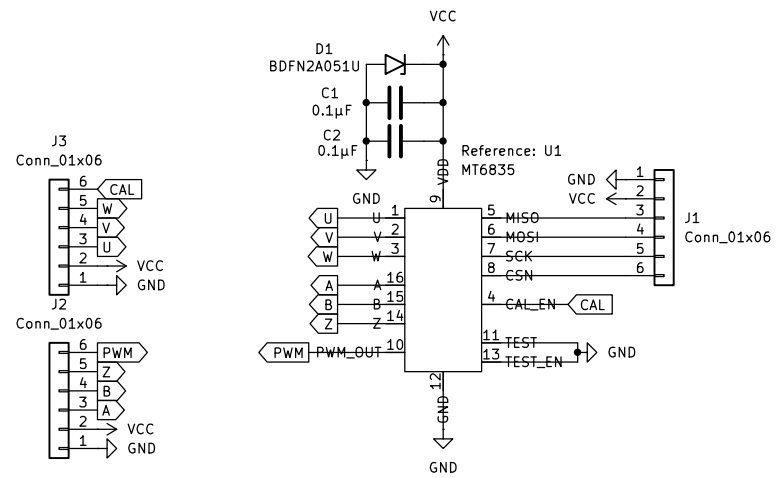 VCC
D1
BDFN2A051U
C1
0.1µF
C2
0.1µF
GND
Reference: U1
MT6835
VDD
9
J3
Conn_01x06
6 CAL
5 W
4 V
3 U
2 VCC
1 GND
J2
Conn_01x06
6 PWM
5 Z
4 B
3 A
2 VCC
1 GND
U U 1
V V 2
W W 3
A A 16
B B 15
Z Z 14
PWM PWM_OUT 10
5 MISO
6 MOSI
7 SCK
8 CSN
4 CAL_EN CAL
11 TEST
13 TEST_EN
GND
12
GND
GND
GND 1
VCC 2
3
4
5
6
J1
Conn_01x06